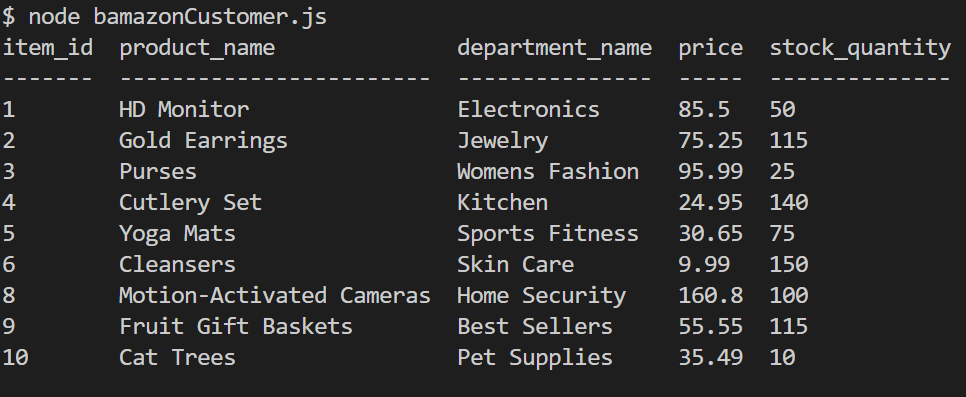 $ node bamazonCustomer.js
item_id  product_name              department_name  price  stock_quantity
-------  ------------------------  ---------------  -----  --------------
1        HD Monitor                Electronics      85.5   50
2        Gold Earrings             Jewelry          75.25  115
3        Purses                    Womens Fashion   95.99  25
4        Cutlery Set               Kitchen          24.95  140
5        Yoga Mats                 Sports Fitness   30.65  75
6        Cleansers                 Skin Care        9.99   150
8        Motion-Activated Cameras  Home Security    160.8  100
9        Fruit Gift Baskets        Best Sellers     55.55  115
10       Cat Trees                 Pet Supplies     35.49  10